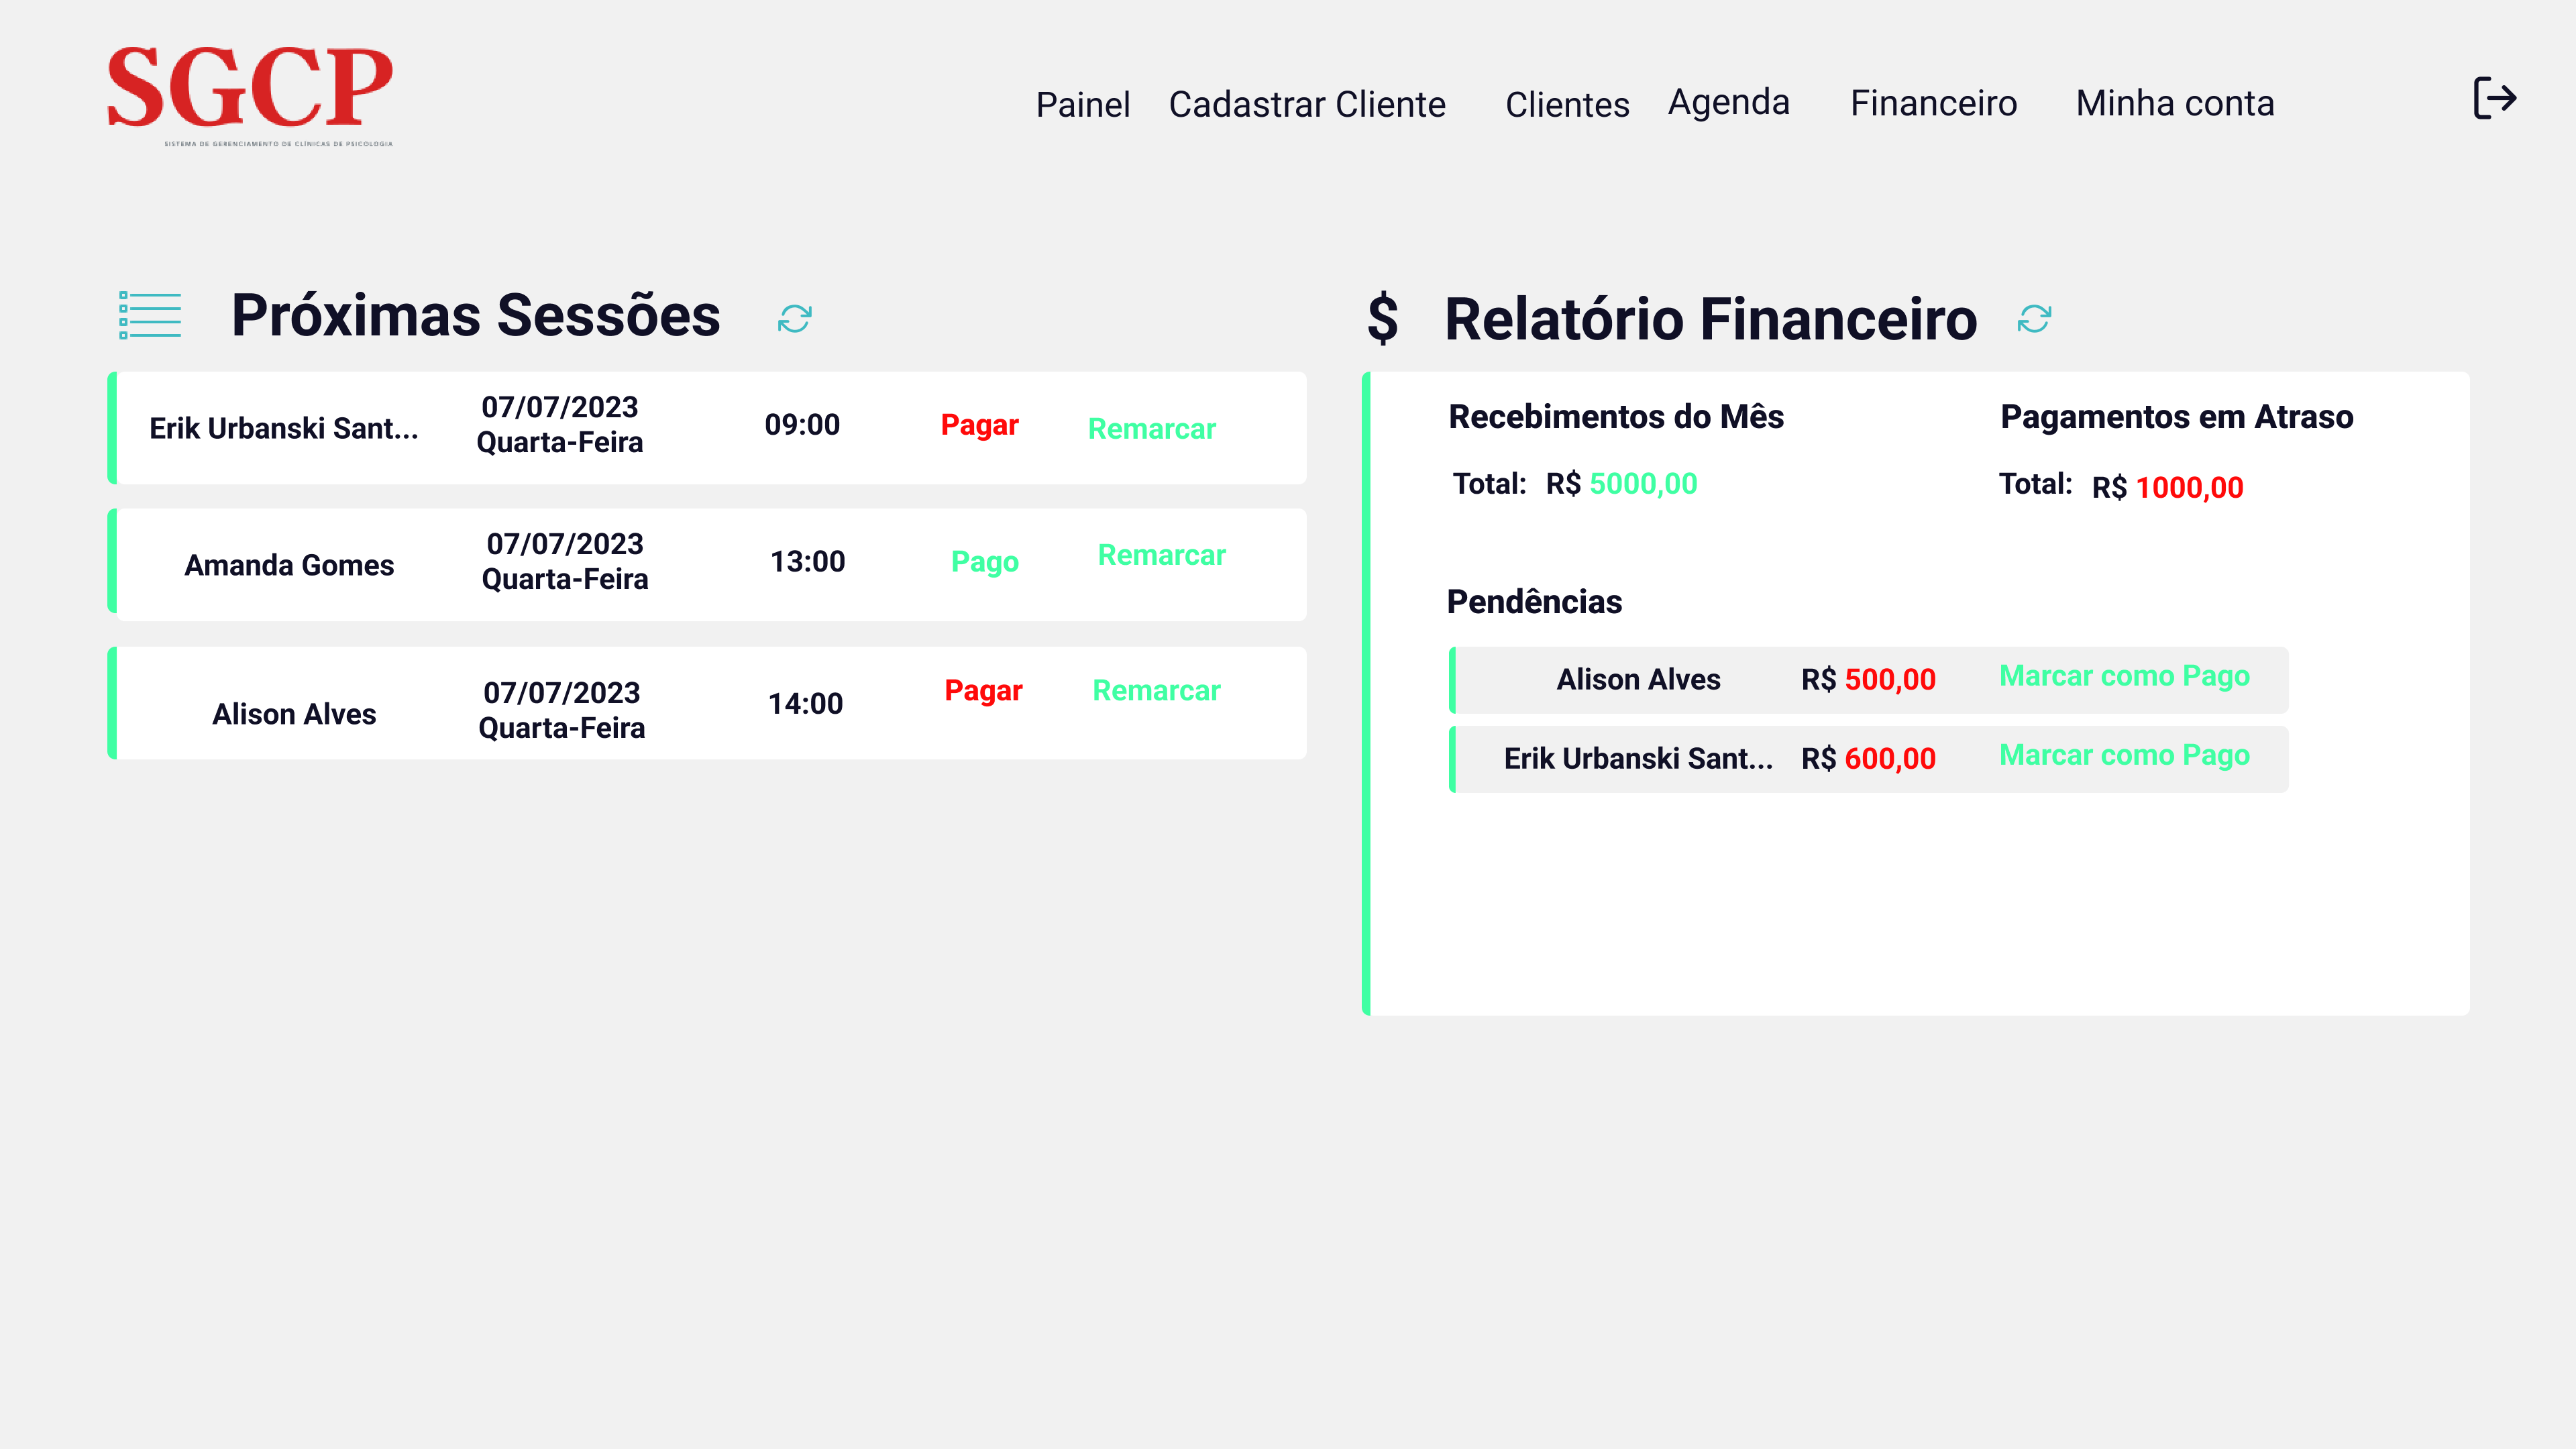 SGCP
SISTEMA DE GERENCIAMENTO DE CLÍNICAS DE PSICOLOGIA
Painel Cadastrar Cliente Clientes Agenda Financeiro Minha conta
Próximas Sessões
Erik Urbanski Sant... 07/07/2023 09:00 Pagar Remarcar
Quarta-Feira
Amanda Gomes 07/07/2023 13:00 Pago Remarcar
Quarta-Feira
Alison Alves 07/07/2023 14:00 Pagar Remarcar
Quarta-Feira
$ Relatório Financeiro
Recebimentos do Mês Pagamentos em Atraso
Total: R$ 5000,00 Total: R$ 1000,00
Pendências
Alison Alves R$ 500,00 Marcar como Pago
Erik Urbanski Sant... R$ 600,00 Marcar como Pago